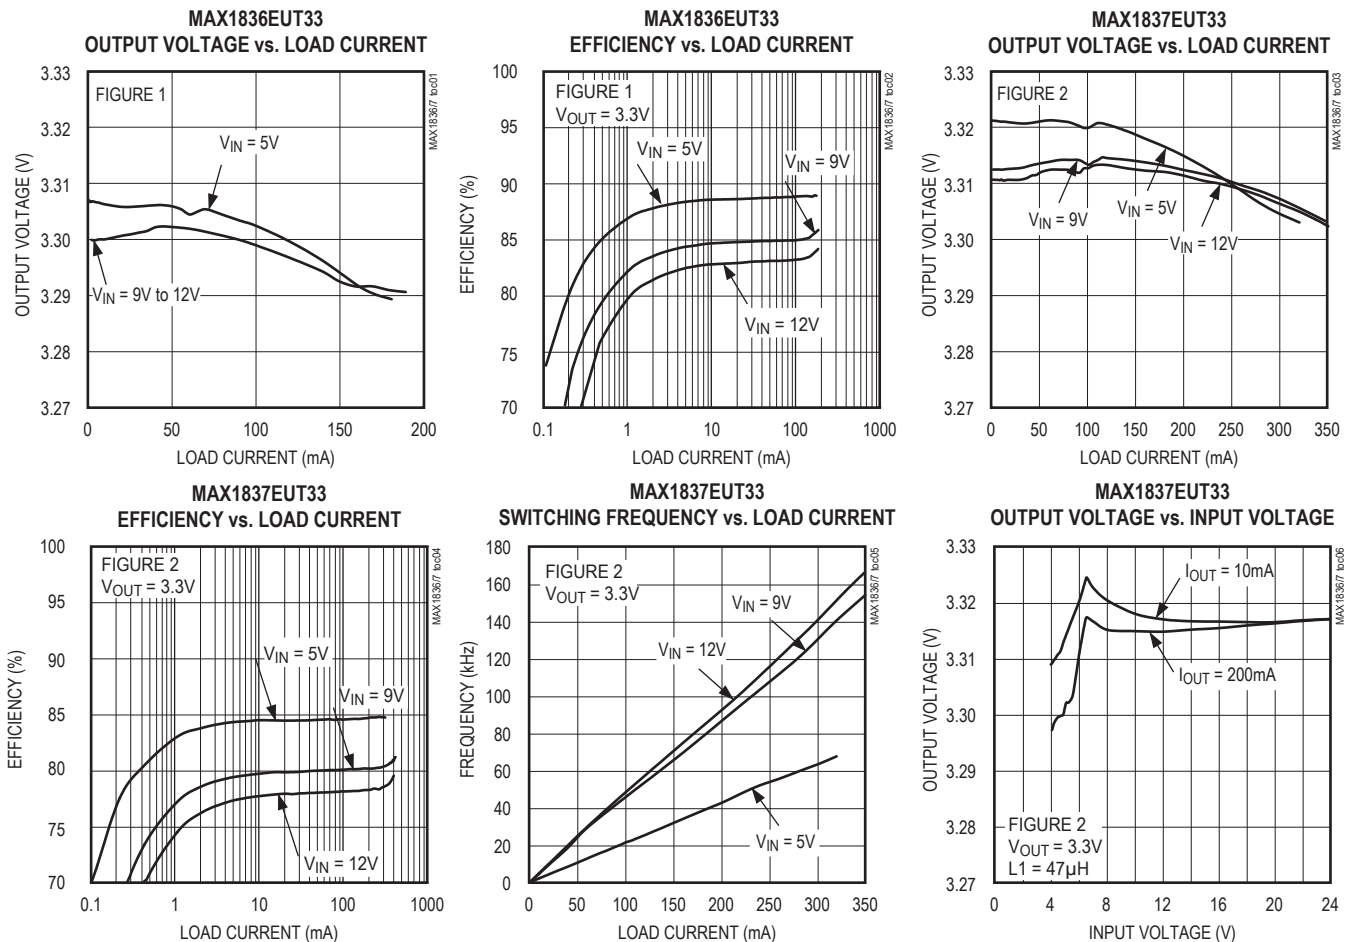 MAX1836EUT33
OUTPUT VOLTAGE vs. LOAD CURRENT
MAX1836/7 toc01
FIGURE 1
VIN = 5V
VIN = 9V to 12V
OUTPUT VOLTAGE (V)
3.33
3.32
3.31
3.30
3.29
3.28
3.27
0 50 100 150 200
LOAD CURRENT (mA)
MAX1836EUT33
EFFICIENCY vs. LOAD CURRENT
MAX1836/7 toc02
FIGURE 1
VOUT = 3.3V
VIN = 5V
VIN = 9V
VIN = 12V
EFFICIENCY (%)
100
95
90
85
80
75
70
0.1 1 10 100 1000
LOAD CURRENT (mA)
MAX1837EUT33
OUTPUT VOLTAGE vs. LOAD CURRENT
MAX1836/7 toc03
FIGURE 2
VIN = 9V
VIN = 5V
VIN = 12V
OUTPUT VOLTAGE (V)
3.33
3.32
3.31
3.30
3.29
3.28
3.27
0 50 100 150 200 250 300 350
LOAD CURRENT (mA)
MAX1837EUT33
EFFICIENCY vs. LOAD CURRENT
MAX1836/7 toc04
FIGURE 2
VOUT = 3.3V
VIN = 5V
VIN = 9V
VIN = 12V
EFFICIENCY (%)
100
95
90
85
80
75
70
0.1 1 10 100 1000
LOAD CURRENT (mA)
MAX1837EUT33
SWITCHING FREQUENCY vs. LOAD CURRENT
MAX1836/7 toc05
FIGURE 2
VOUT = 3.3V
VIN = 9V
VIN = 12V
VIN = 5V
FREQUENCY (kHz)
180
160
140
120
100
80
60
40
20
0
0 50 100 150 200 250 300 350
LOAD CURRENT (mA)
MAX1837EUT33
OUTPUT VOLTAGE vs. INPUT VOLTAGE
MAX1836/7 toc06
IOUT = 10mA
IOUT = 200mA
FIGURE 2
VOUT = 3.3V
L1 = 47µH
OUTPUT VOLTAGE (V)
3.33
3.32
3.31
3.30
3.29
3.28
3.27
0 4 8 12 16 20 24
INPUT VOLTAGE (V)